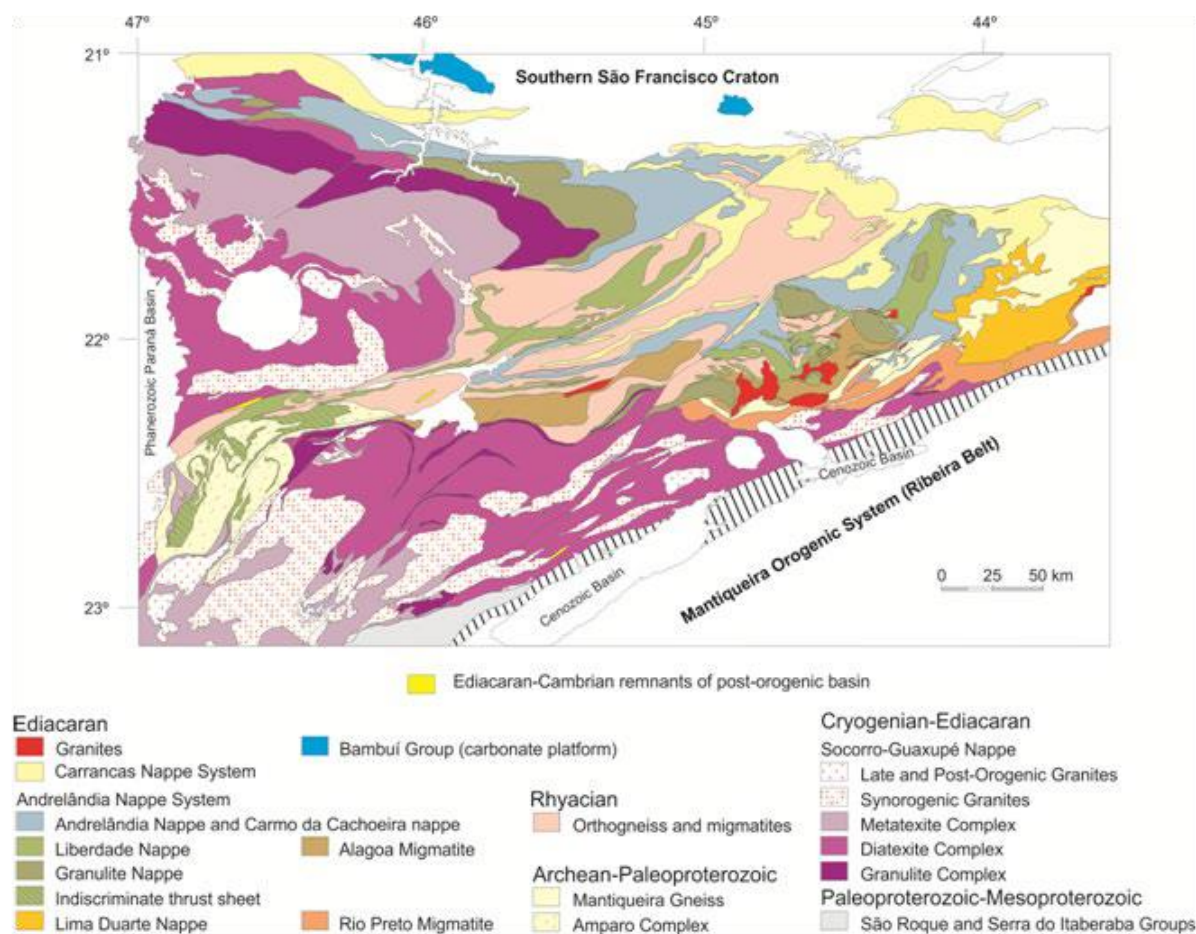 47º 46º 45º 44º
21º
Southern São Francisco Craton
Phanerozoic Paraná Basin
22º
Cenozoic Basin
Mantiqueira Orogenic System (Ribeira Belt)
0 25 50 km
23º
Cenozoic Basin
Ediacaran-Cambrian remnants of post-orogenic basin
Ediacaran
Granites
Carrancas Nappe System
Bambuí Group (carbonate platform)
Andrelândia Nappe System
Andrelândia Nappe and Carmo da Cachoeira nappe
Liberdade Nappe
Granulite Nappe
Indiscriminate thrust sheet
Lima Duarte Nappe
Alagoa Migmatite
Rio Preto Migmatite
Rhyacian
Orthogneiss and migmatites
Archean-Paleoproterozoic
Mantiqueira Gneiss
Amparo Complex
Cryogenian-Ediacaran
Socorro-Guaxupé Nappe
Late and Post-Orogenic Granites
Synorogenic Granites
Metatexite Complex
Diatexite Complex
Granulite Complex
Paleoproterozoic-Mesoproterozoic
São Roque and Serra do Itaberaba Groups